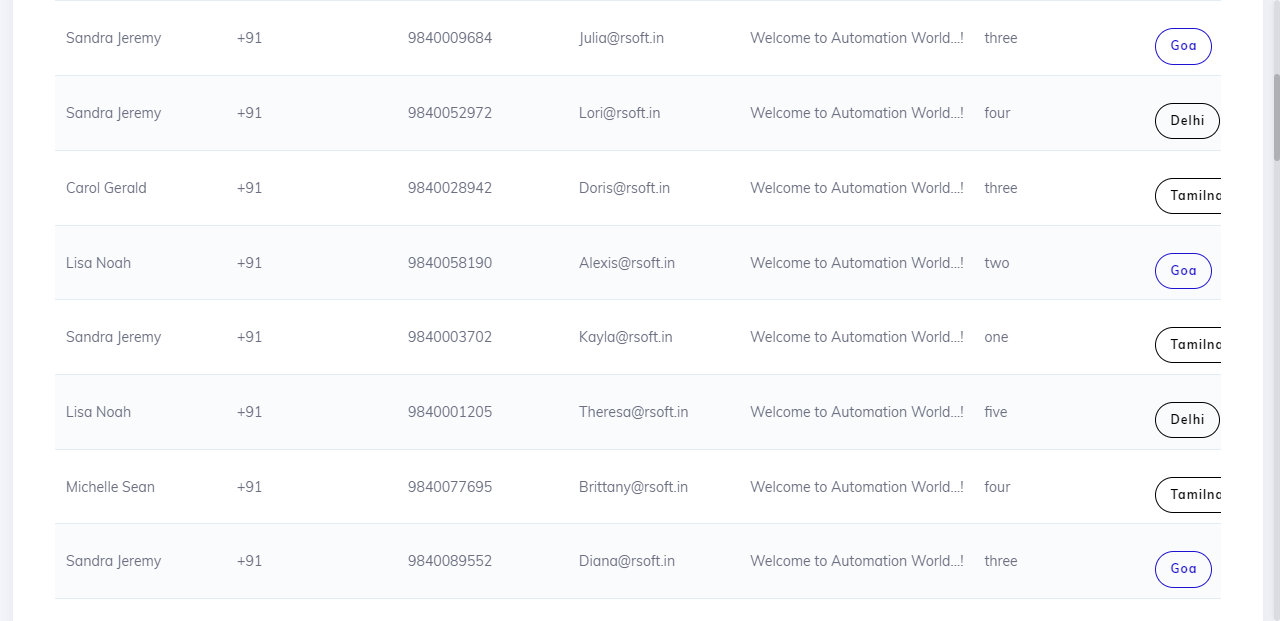 Sandra Jeremy +91 9840009684 Julia@rsoft.in Welcome to Automation World...! three Goa
Sandra Jeremy +91 9840052972 Lori@rsoft.in Welcome to Automation World...! four Delhi
Carol Gerald +91 9840028942 Doris@rsoft.in Welcome to Automation World...! three
Lisa Noah +91 9840058190 Alexis@rsoft.in Welcome to Automation World...! two Goa
Sandra Jeremy +91 9840003702 Kayla@rsoft.in Welcome to Automation World...! one
Lisa Noah +91 9840001205 Theresa@rsoft.in Welcome to Automation World...! five Delhi
Michelle Sean +91 9840077695 Brittany@rsoft.in Welcome to Automation World...! four
Sandra Jeremy +91 9840089552 Diana@rsoft.in Welcome to Automation World...! three Goa